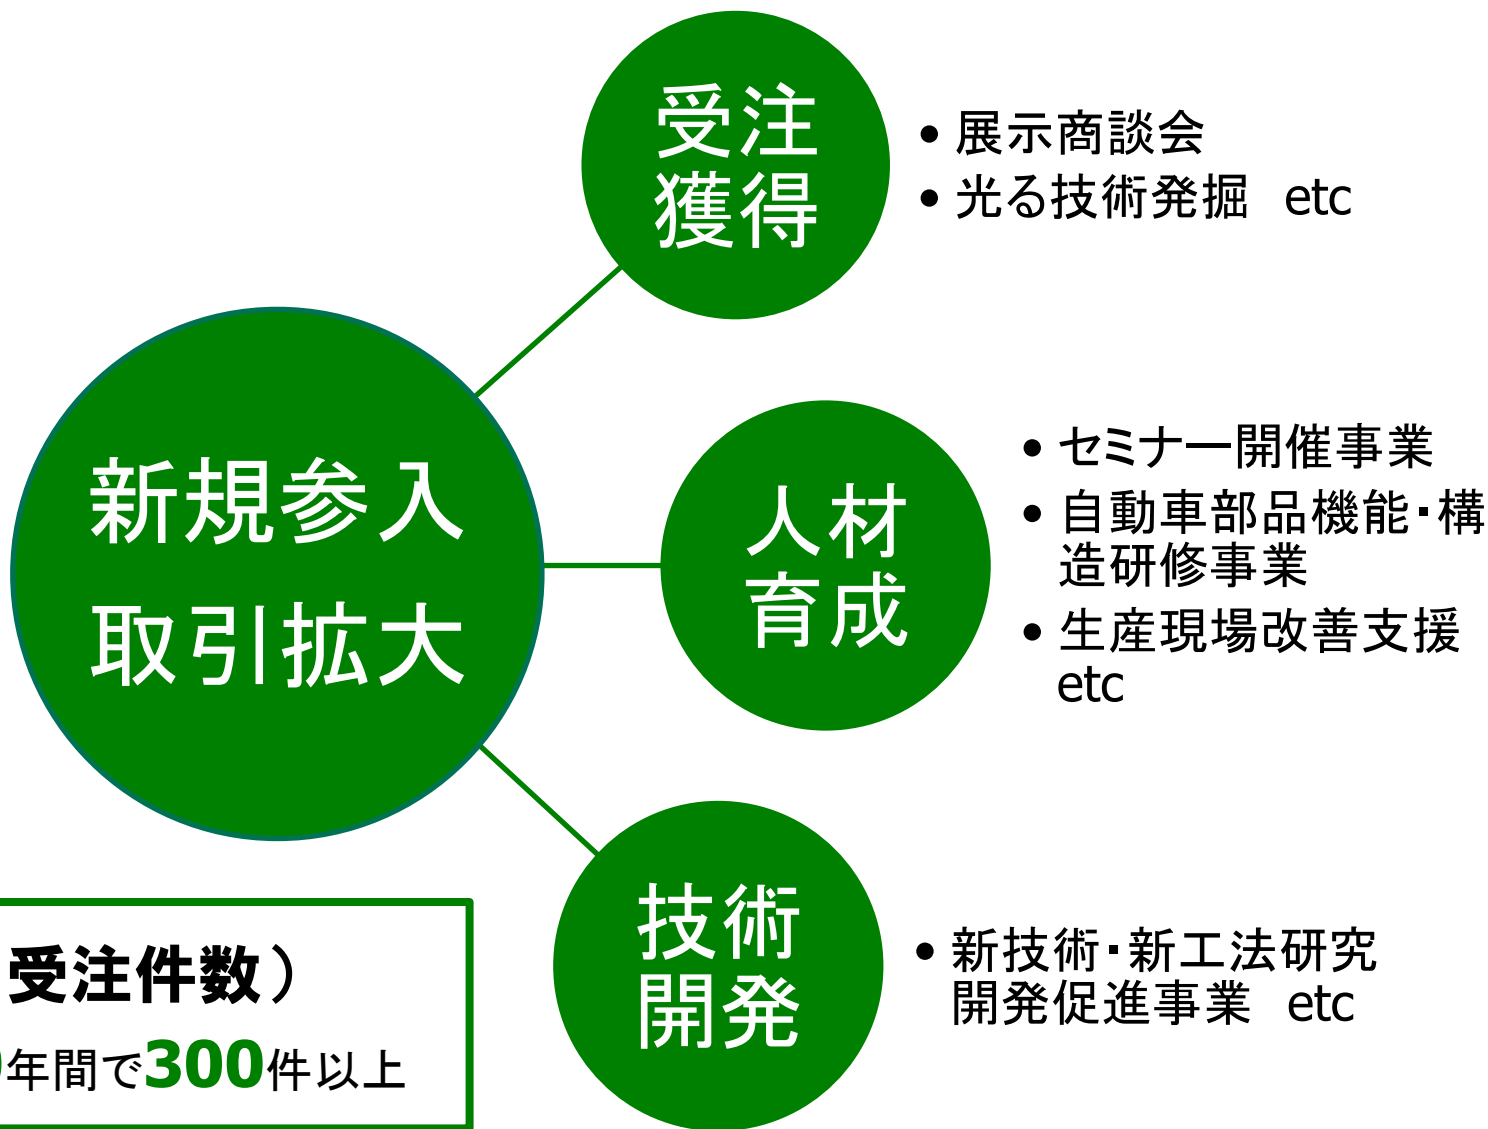 受注
獲得
• 展示商談会
• 光る技術発掘　etc
新規参入
取引拡大
人材
育成
• セミナー開催事業
• 自動車部品機能・構
造研修事業
• 生産現場改善支援
etc
技術
開発
• 新技術・新工法研究
開発促進事業　etc
受注件数）
年間で300件以上